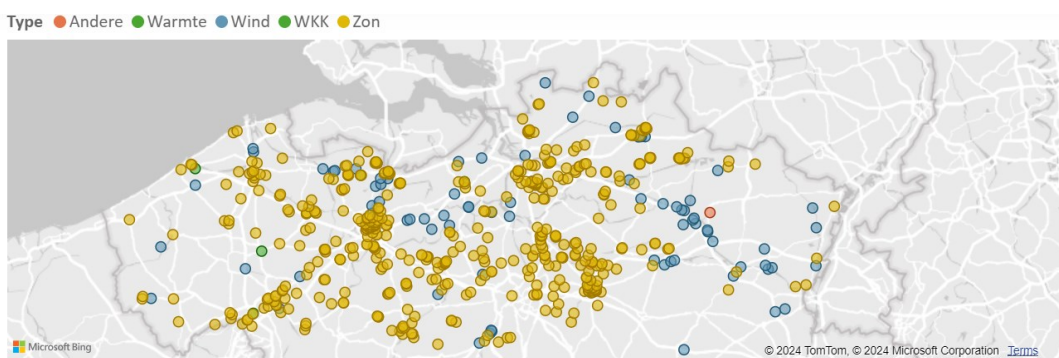 Type Andere Warmte Wind WKK Zon
Microsoft Bing
© 2024 TomTom, © 2024 Microsoft Corporation Terms